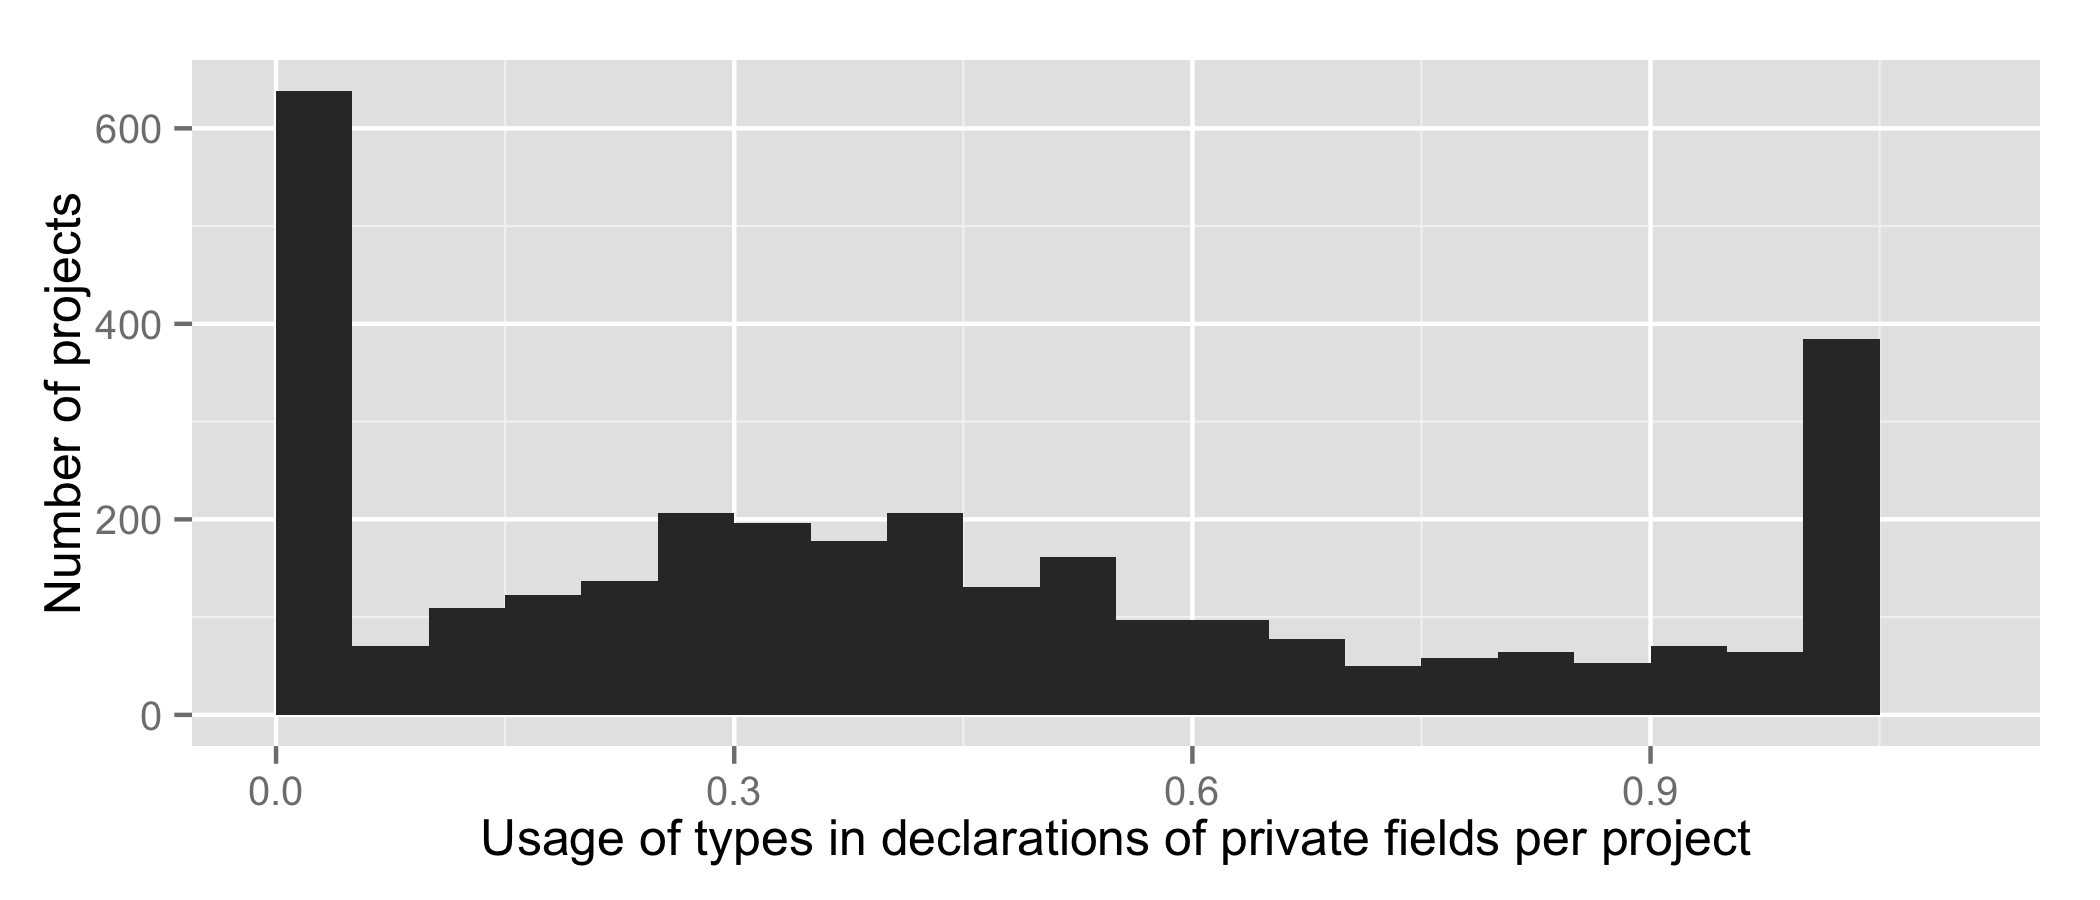 Number of projects
600
400
200
0
0.0 0.3 0.6 0.9
Usage of types in declarations of private fields per project